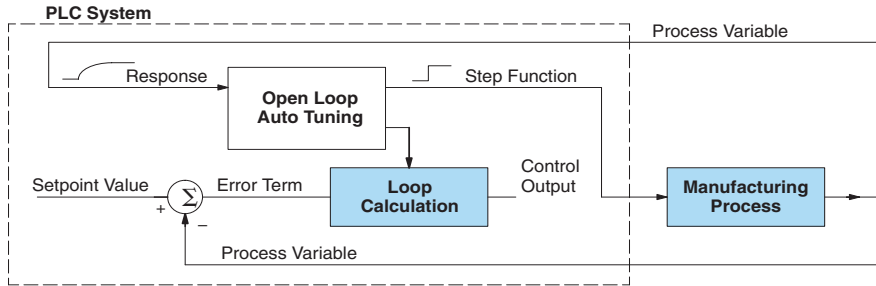 PLC System
Process Variable
Response
Step Function
Open Loop
Auto Tuning
Setpoint Value
+
Σ
−
Error Term
Loop
Calculation
Control
Output
Manufacturing
Process
Process Variable